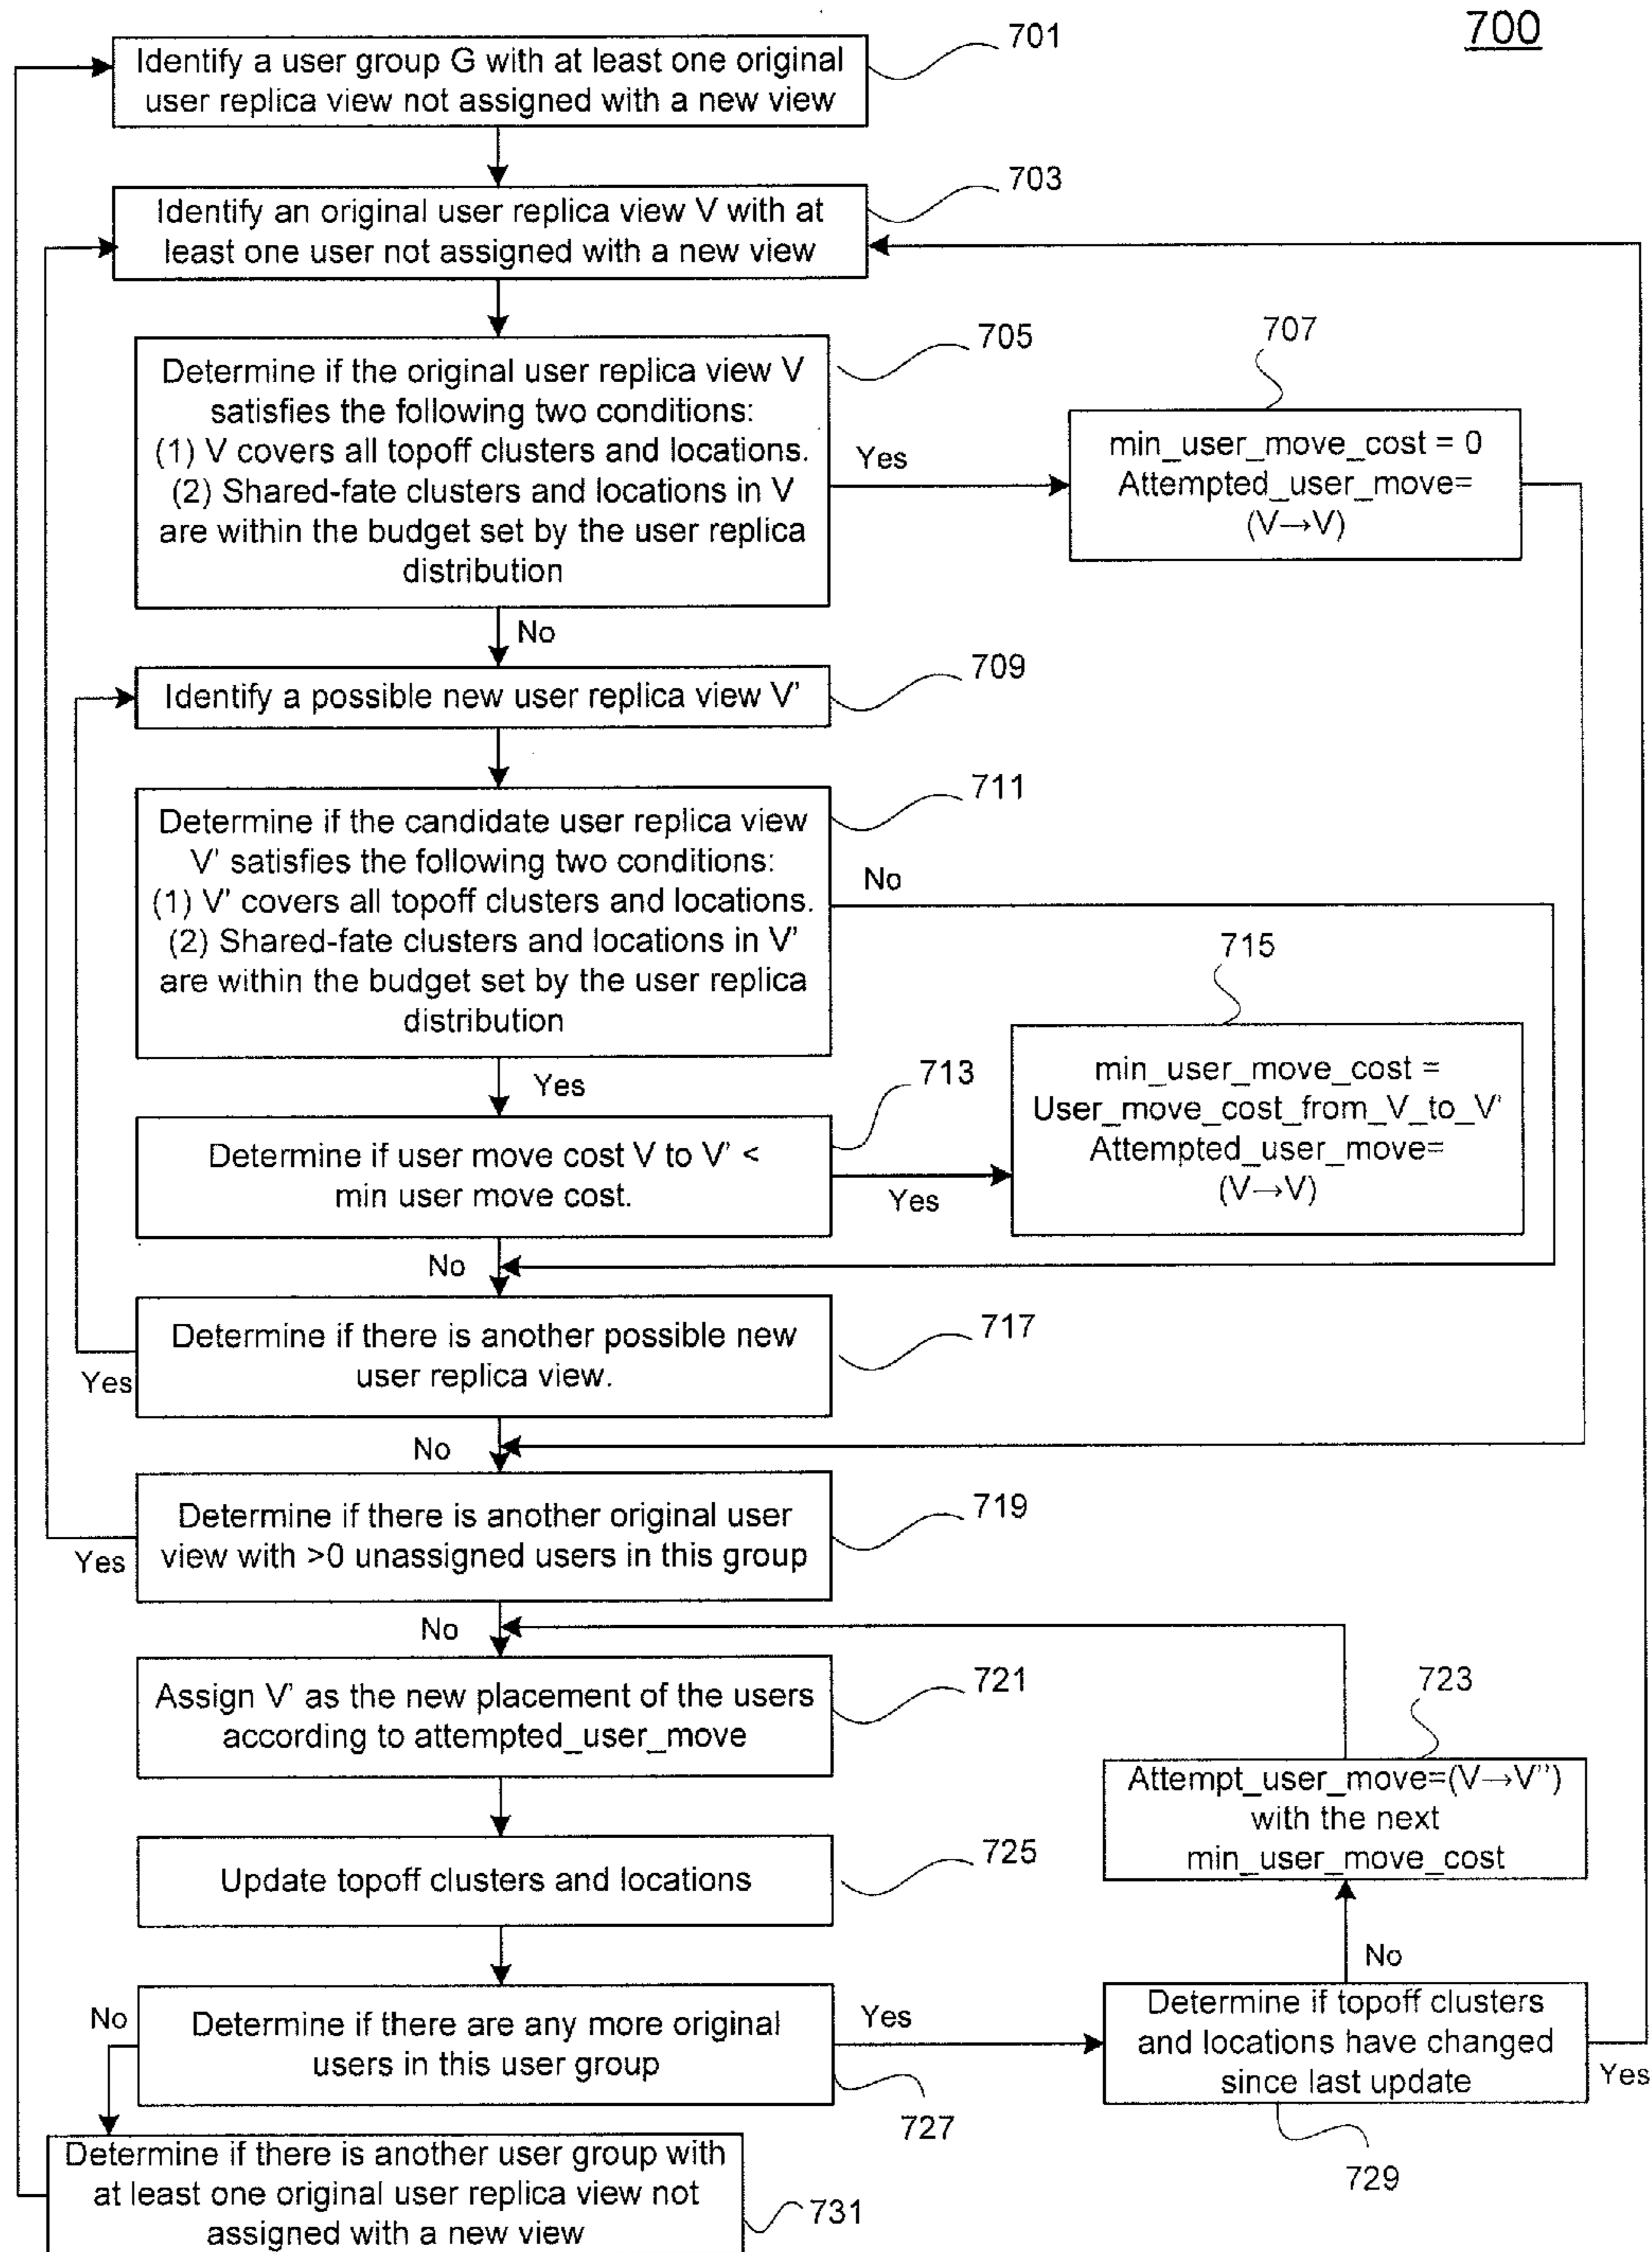 700
701
Identify a user group G with at least one original
user replica view not assigned with a new view
703
Identify an original user replica view V with at
least one user not assigned with a new view
705
Determine if the original user replica view V
satisfies the following two conditions:
(1) V covers all topoff clusters and locations.
(2) Shared-fate clusters and locations in V
are within the budget set by the user replica
distribution
Yes
707
min_user_move_cost = 0
Attempted_user_move=
(V→V)
No
709
Identify a possible new user replica view V'
711
Determine if the candidate user replica view
V' satisfies the following two conditions:
(1) V' covers all topoff clusters and locations.
(2) Shared-fate clusters and locations in V'
are within the budget set by the user replica
distribution
No
715
min_user_move_cost =
User_move_cost_from_V_to_V'
Attempted_user_move=
(V→V)
Yes
713
Determine if user move cost V to V' <
min user move cost.
Yes
No
717
Determine if there is another possible new
user replica view.
Yes
No
719
Determine if there is another original user
view with >0 unassigned users in this group
Yes
No
721
Assign V' as the new placement of the users
according to attempted_user_move
723
Attempt_user_move=(V→V'')
with the next
min_user_move_cost
725
Update topoff clusters and locations
No
No
Determine if there are any more original
users in this user group
Yes
727
Determine if topoff clusters
and locations have changed
since last update
Yes
729
Determine if there is another user group with
at least one original user replica view not
assigned with a new view
731